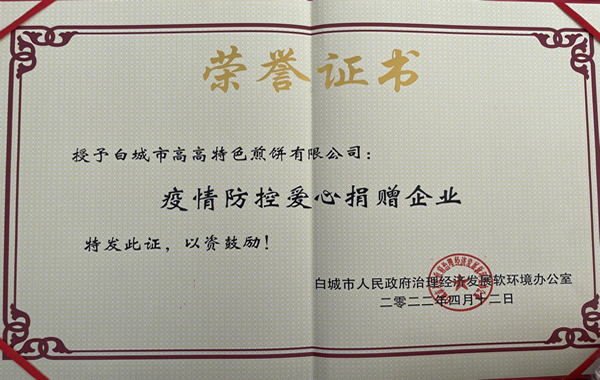 荣誉证书
授予白城市高高特色煎饼有限公司：
疫情防控爱心捐赠企业
特发此证，以资鼓励！
白城市人民政府治理经济发展软环境办公室
二零二二年四月十二日